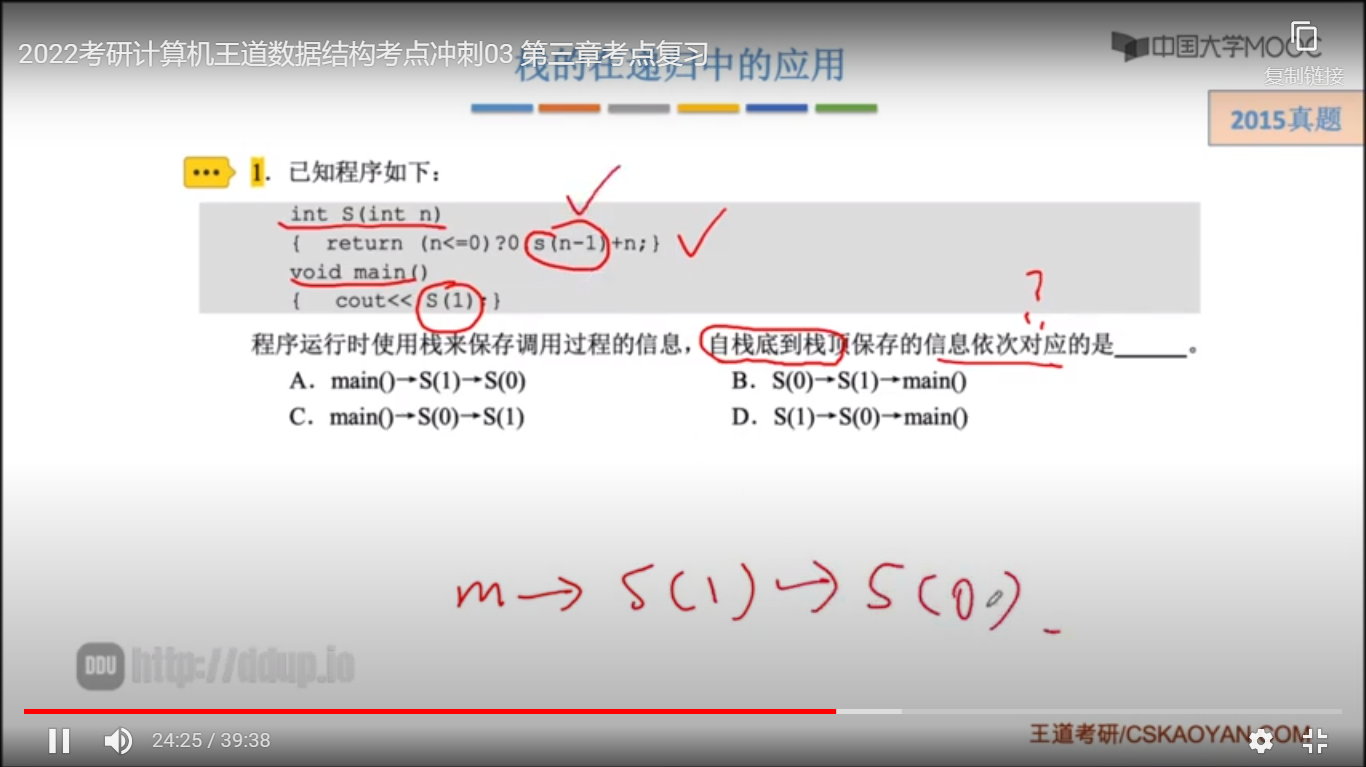 2022考研计算机王道数据结构考点冲刺03 第三章考点复习
栈的在递归中的应用
中国大学MOOC
复制链接
2015真题
1. 已知程序如下：
int S(int n)
{ return (n<=0)?0 s(n-1)+n;}
void main()
{ cout<< S(1);}
?
程序运行时使用栈来保存调用过程的信息，自栈底到栈顶保存的信息依次对应的是______。
A. main()→S(1)→S(0)
B. S(0)→S(1)→main()
C. main()→S(0)→S(1)
D. S(1)→S(0)→main()
m → S(1) → S(0)
DDU http://ddup.io
24:25 / 39:38
王道考研/CSKAOYAN.COM